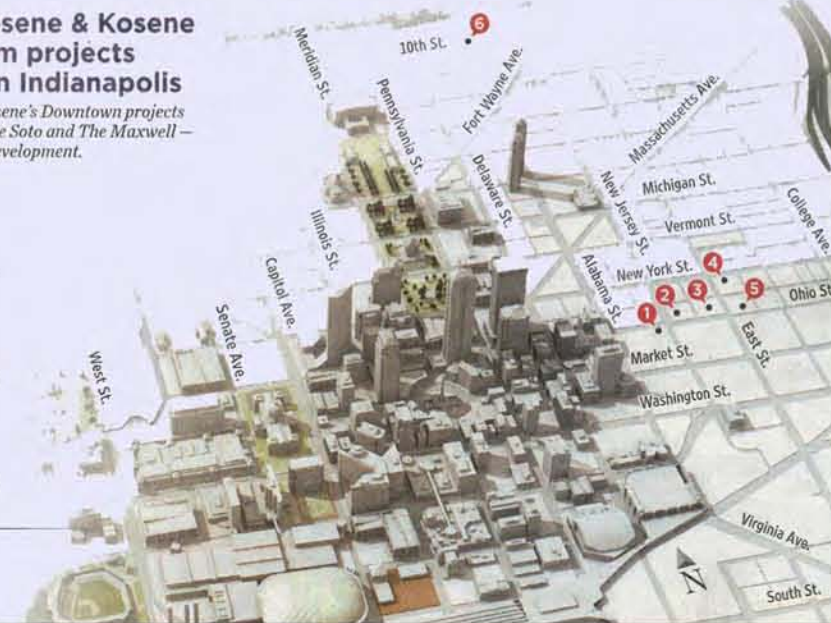 sene & Kosene
m projects
n Indianapolis
sene's Downtown projects
e Soto and The Maxwell —
evelopment.
6
10th St.
Meridian St.
Pennsylvania St.
Fort Wayne Ave.
Massachusetts Ave.
Delaware St.
New Jersey St.
Michigan St.
College Ave.
Vermont St.
Illinois St.
Capitol Ave.
Alabama St.
New York St.
4
Ohio St
1
2
3
5
East St.
Senate Ave.
Market St.
West St.
Washington St.
Virginia Ave.
N
South St.